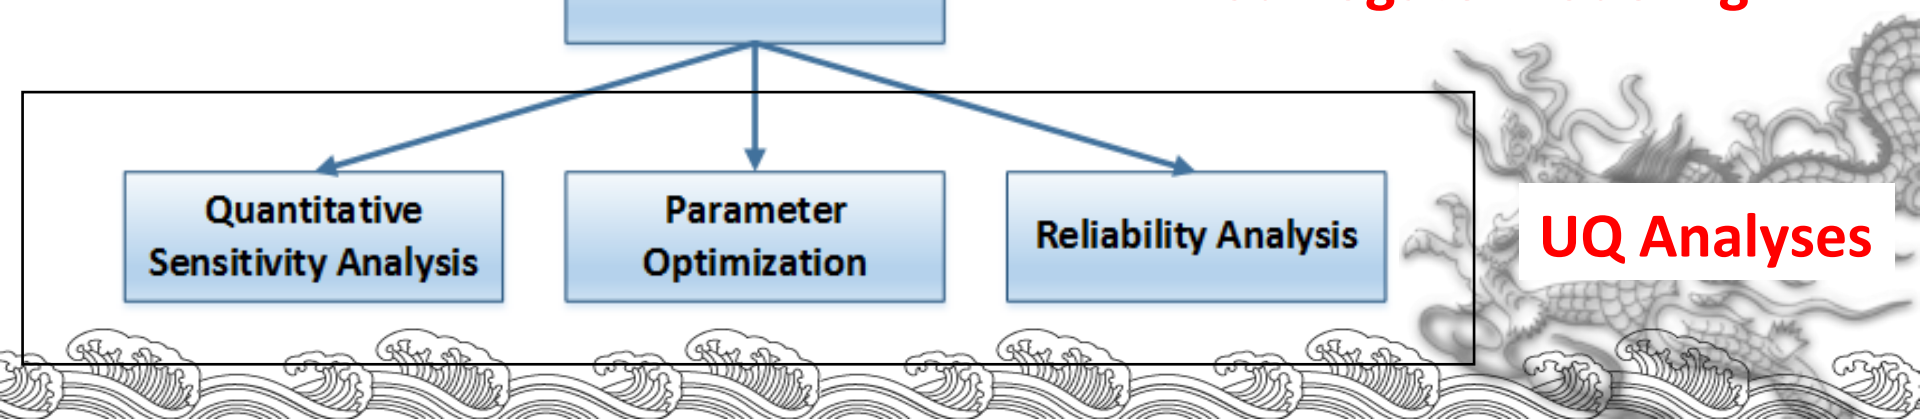 Quantitative
Sensitivity Analysis
Parameter
Optimization
Reliability Analysis
UQ Analyses